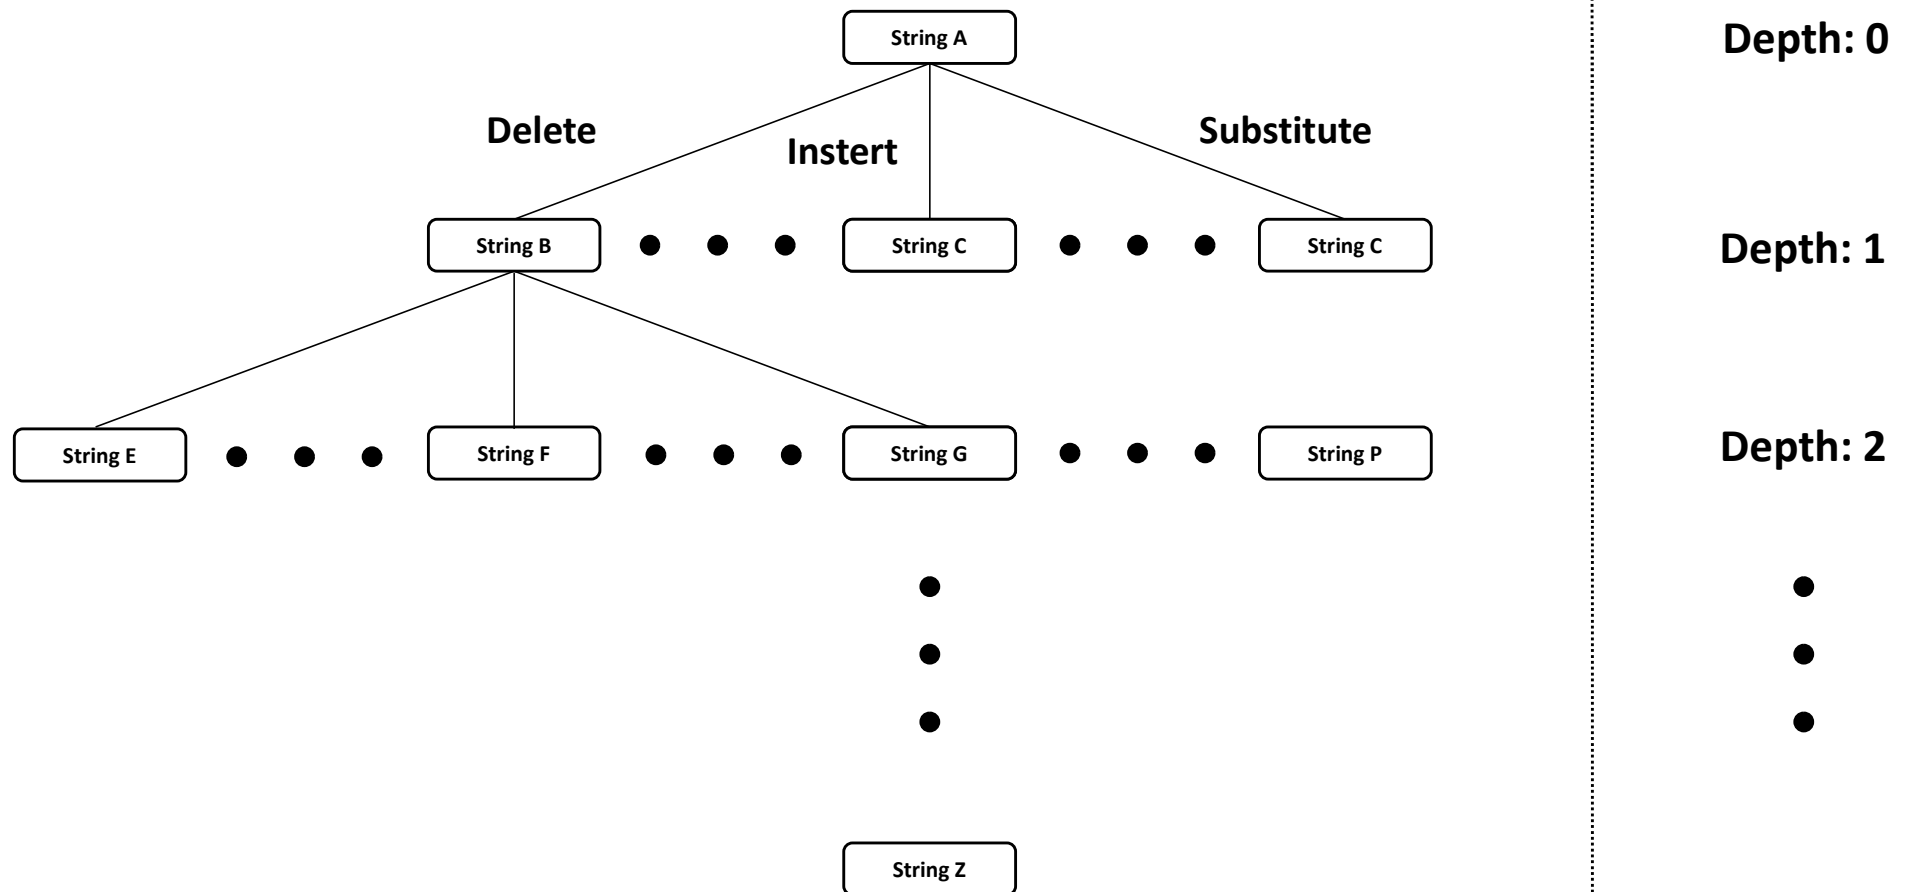 String A
Depth: 0
Delete
Instert
Substitute
String B
String C
String C
Depth: 1
String E
String F
String G
String P
Depth: 2
String Z